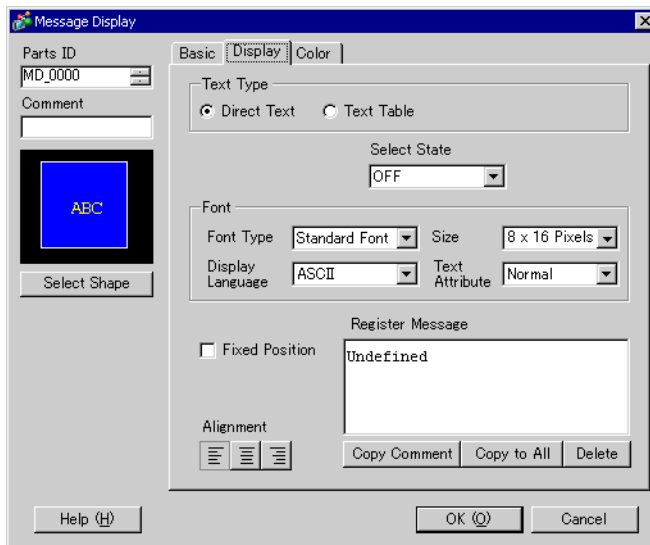 Message Display
Parts ID
MD_0000
Comment
ABC
Select Shape
Basic Display Color
Text Type
Direct Text Text Table
Select State
OFF
Font
Font Type Standard Font Size 8 x 16 Pixels
Display Language ASCII Text Attribute Normal
Register Message
Fixed Position
Undefined
Alignment
Copy Comment Copy to All Delete
Help (H) OK (O) Cancel